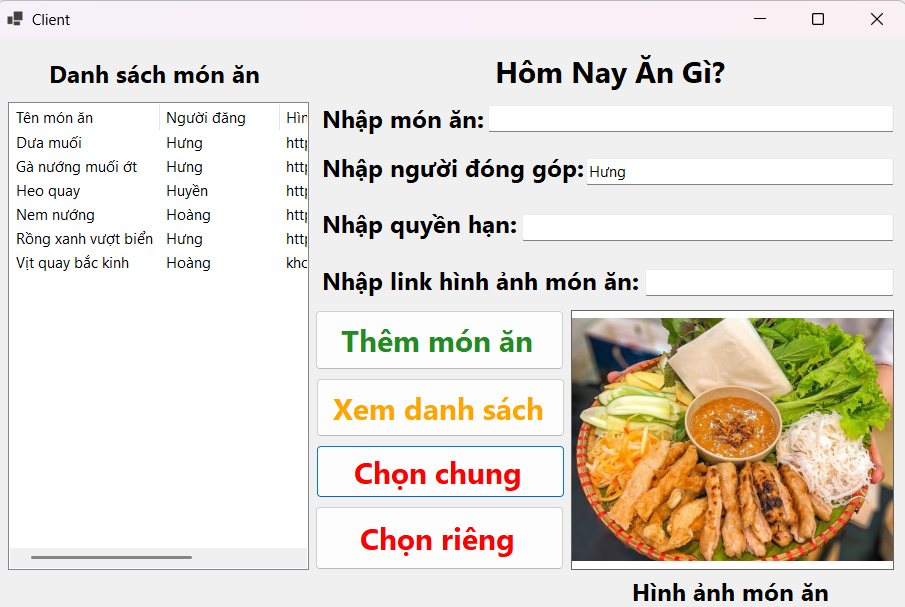 Client
Danh sách món ăn
Tên món ăn Người đăng Hìn
Dưa muối Hưng http
Gà nướng muối ớt Hưng http
Heo quay Huyền http
Nem nướng Hoàng http
Rồng xanh vượt biển Hưng http
Vịt quay bắc kinh Hoàng khc
Hôm Nay Ăn Gì?
Nhập món ăn:
Nhập người đóng góp: Hưng
Nhập quyền hạn:
Nhập link hình ảnh món ăn:
Thêm món ăn
Xem danh sách
Chọn chung
Chọn riêng
Hình ảnh món ăn